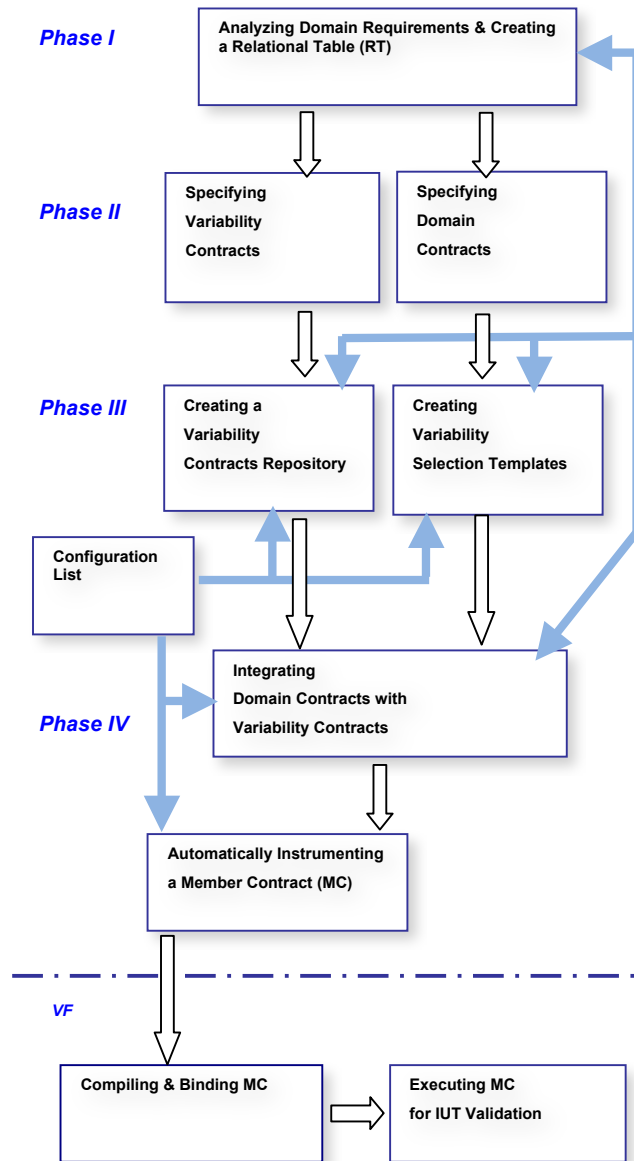 Phase I
Analyzing Domain Requirements & Creating
a Relational Table (RT)
Phase II
Specifying
Variability
Contracts
Specifying
Domain
Contracts
Phase III
Creating a
Variability
Contracts Repository
Creating
Variability
Selection Templates
Configuration
List
Phase IV
Integrating
Domain Contracts with
Variability Contracts
Automatically Instrumenting
a Member Contract (MC)
VF
Compiling & Binding MC
Executing MC
for IUT Validation